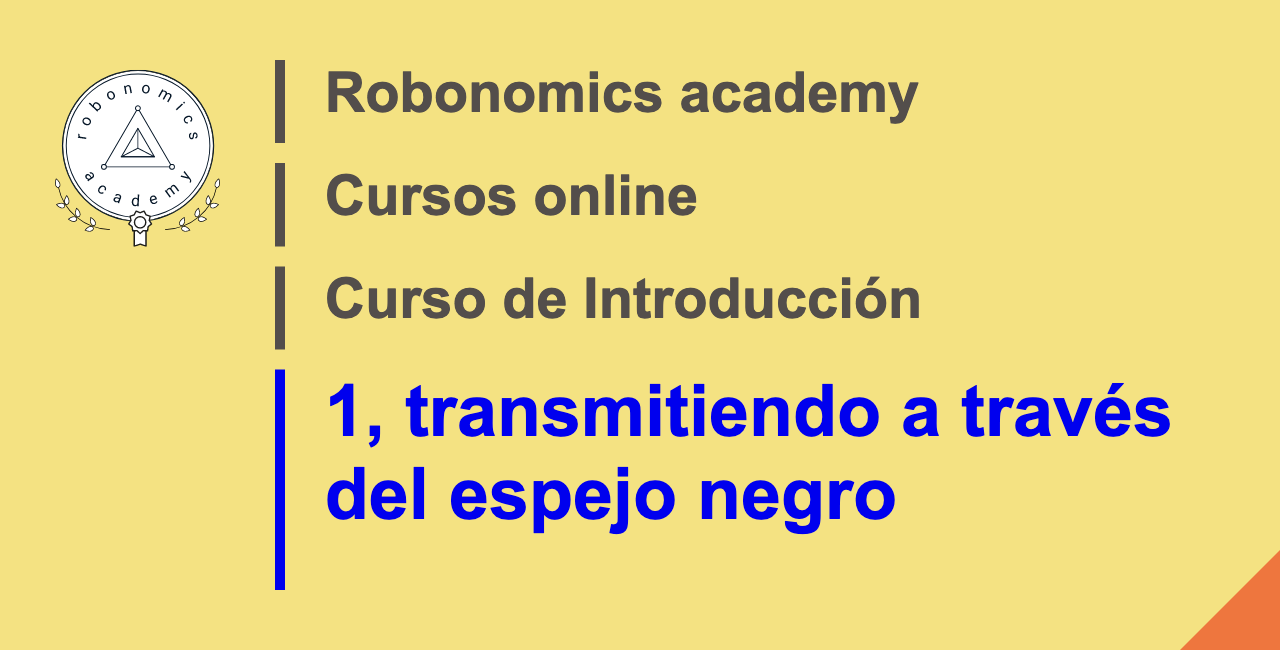 robonomics
academy
Robonomics academy
Cursos online
Curso de Introducción
1, transmitiendo a través
del espejo negro